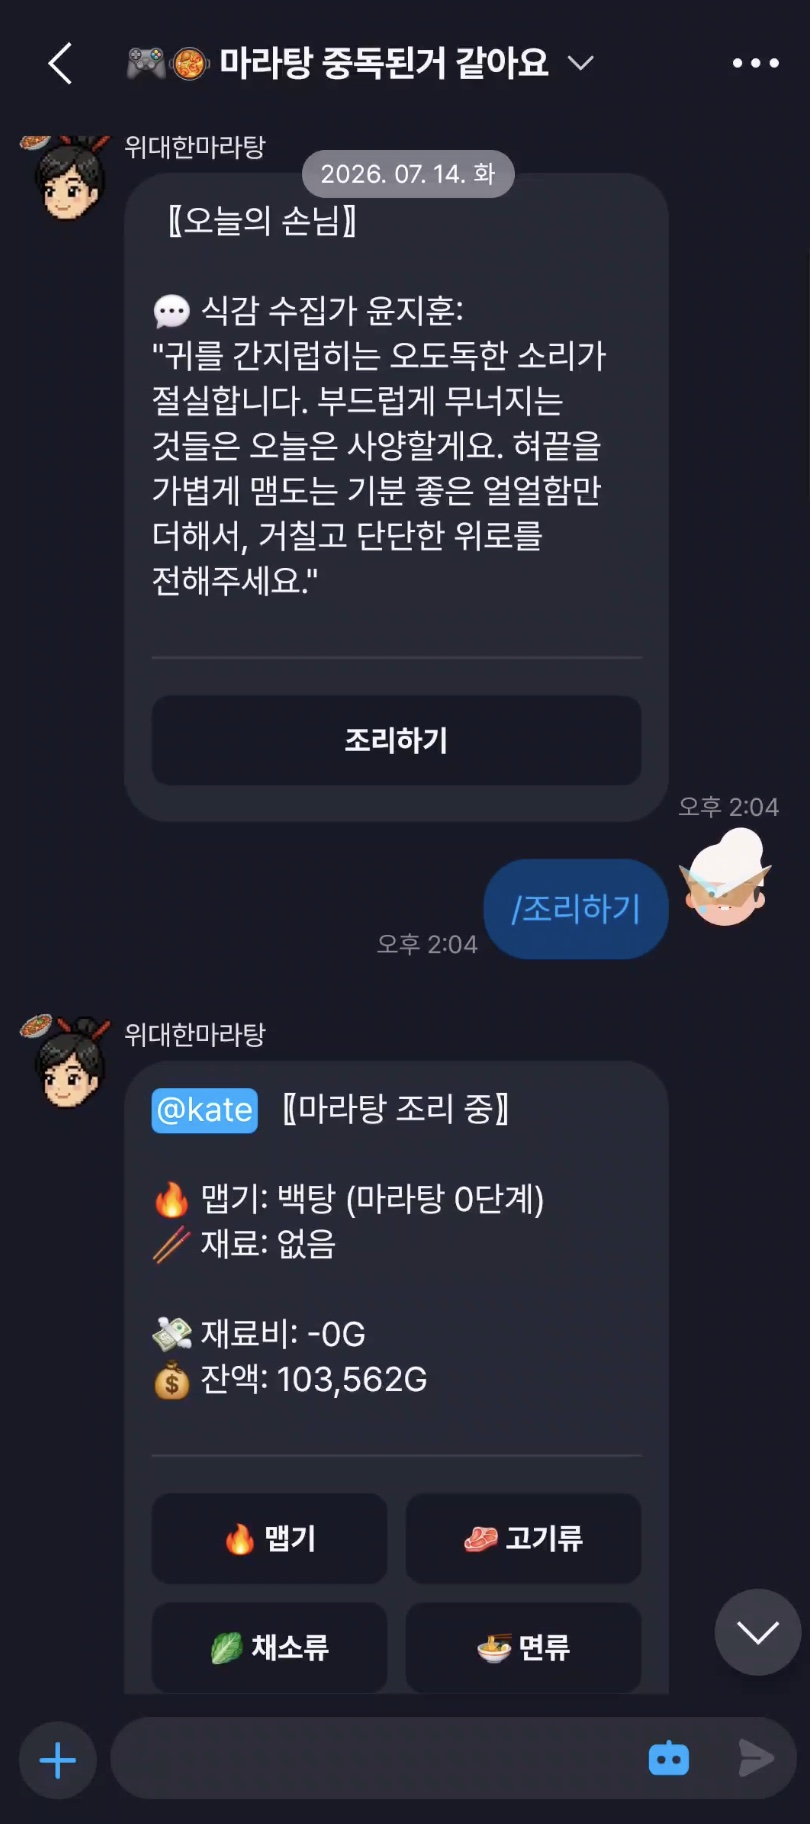 마라탕 중독된거 같아요
위대한마라탕
2026. 07. 14. 화
〖오늘의 손님〗
식감 수집가 윤지훈:
"귀를 간지럽히는 오도독한 소리가
절실합니다. 부드럽게 무너지는
것들은 오늘은 사양할게요. 혀끝을
가볍게 맴도는 기분 좋은 얼얼함만
더해서, 거칠고 단단한 위로를
전해주세요."
조리하기
오후 2:04
/조리하기
오후 2:04
위대한마라탕
@kate 〖마라탕 조리 중〗
🔥 맵기: 백탕 (마라탕 0단계)
🥢 재료: 없음
💸 재료비: -0G
💰 잔액: 103,562G
🔥 맵기
🥩 고기류
🥬 채소류
🍜 면류